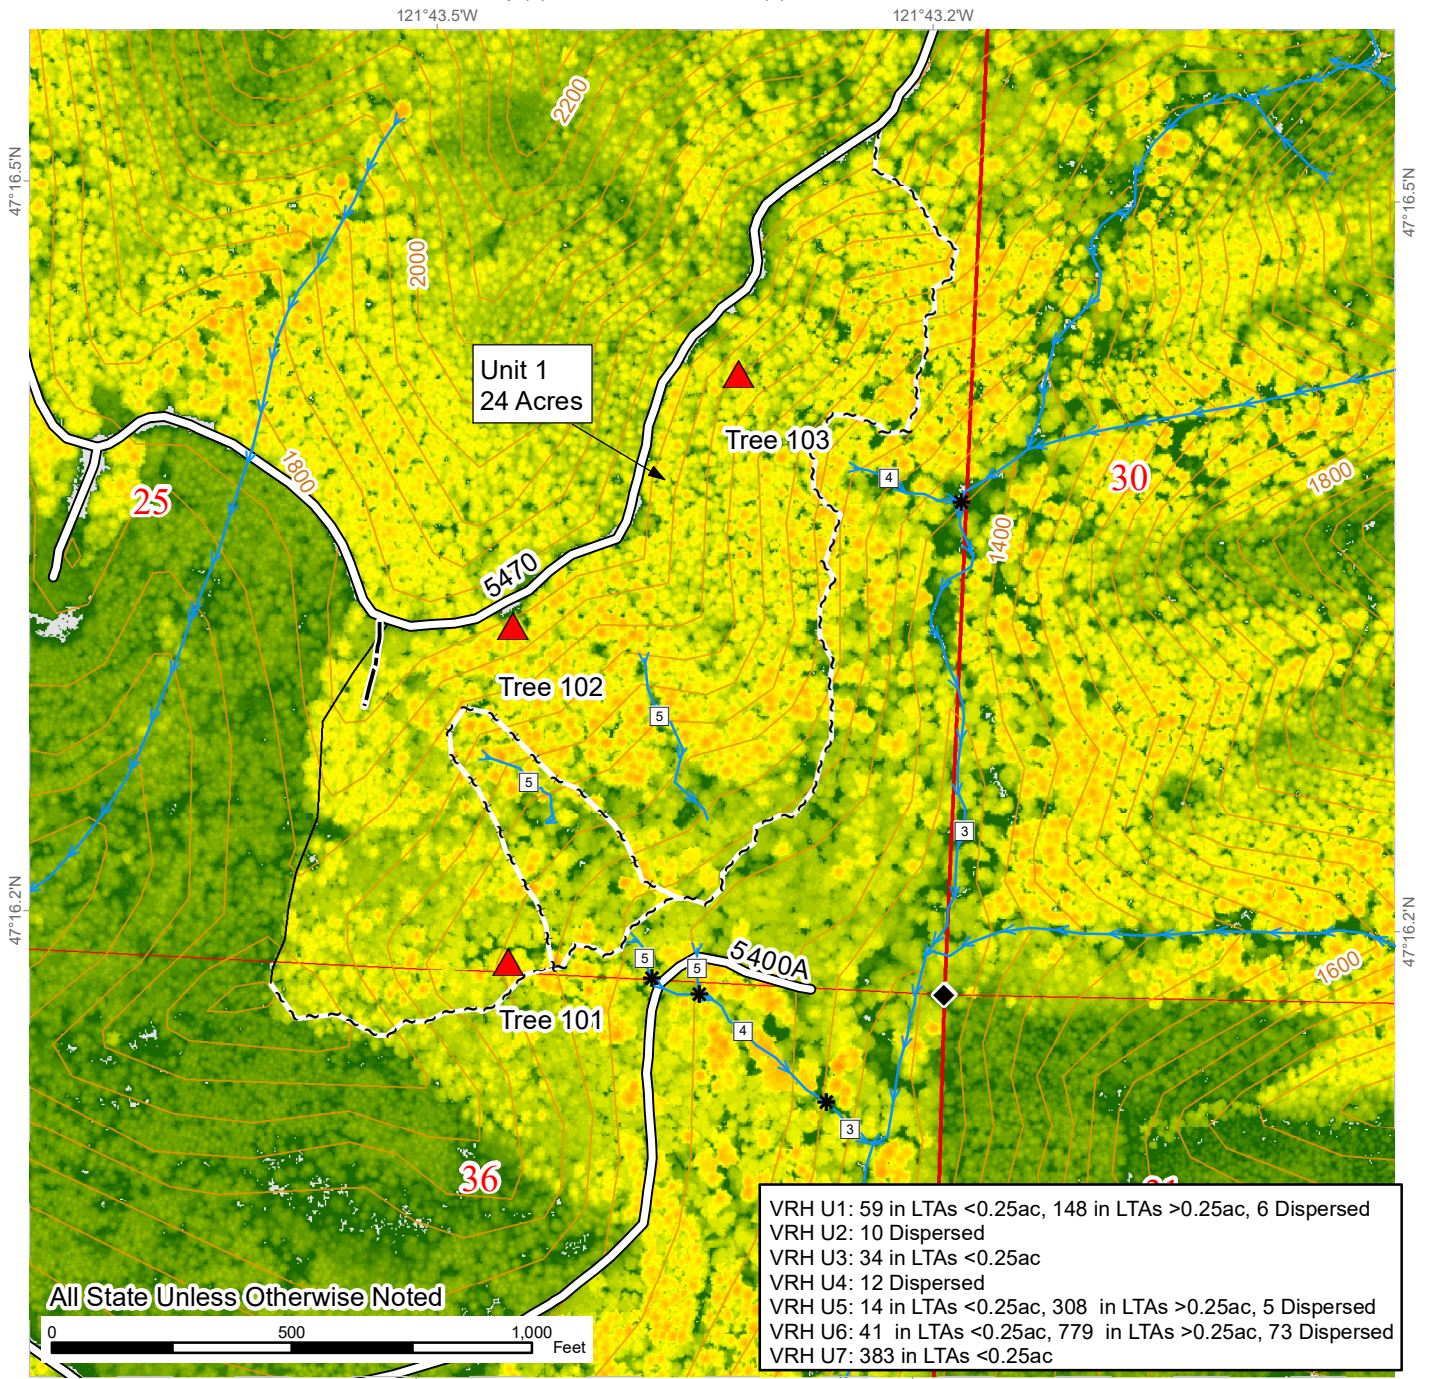 121°43.5'W
121°43.2'W
47°16.5'N
47°16.5'N
2200
2000
Unit 1
24 Acres
Tree 103
1800
25
4
30
1800
1400
5470
Tree 102
5
5
3
47°16.2'N
47°16.2'N
5
5
5400A
1600
Tree 101
4
3
36
VRH U1: 59 in LTAs <0.25ac, 148 in LTAs >0.25ac, 6 Dispersed
VRH U2: 10 Dispersed
VRH U3: 34 in LTAs <0.25ac
VRH U4: 12 Dispersed
VRH U5: 14 in LTAs <0.25ac, 308 in LTAs >0.25ac, 5 Dispersed
VRH U6: 41 in LTAs <0.25ac, 779 in LTAs >0.25ac, 73 Dispersed
VRH U7: 383 in LTAs <0.25ac
All State Unless Otherwise Noted
0 500 1,000
Feet